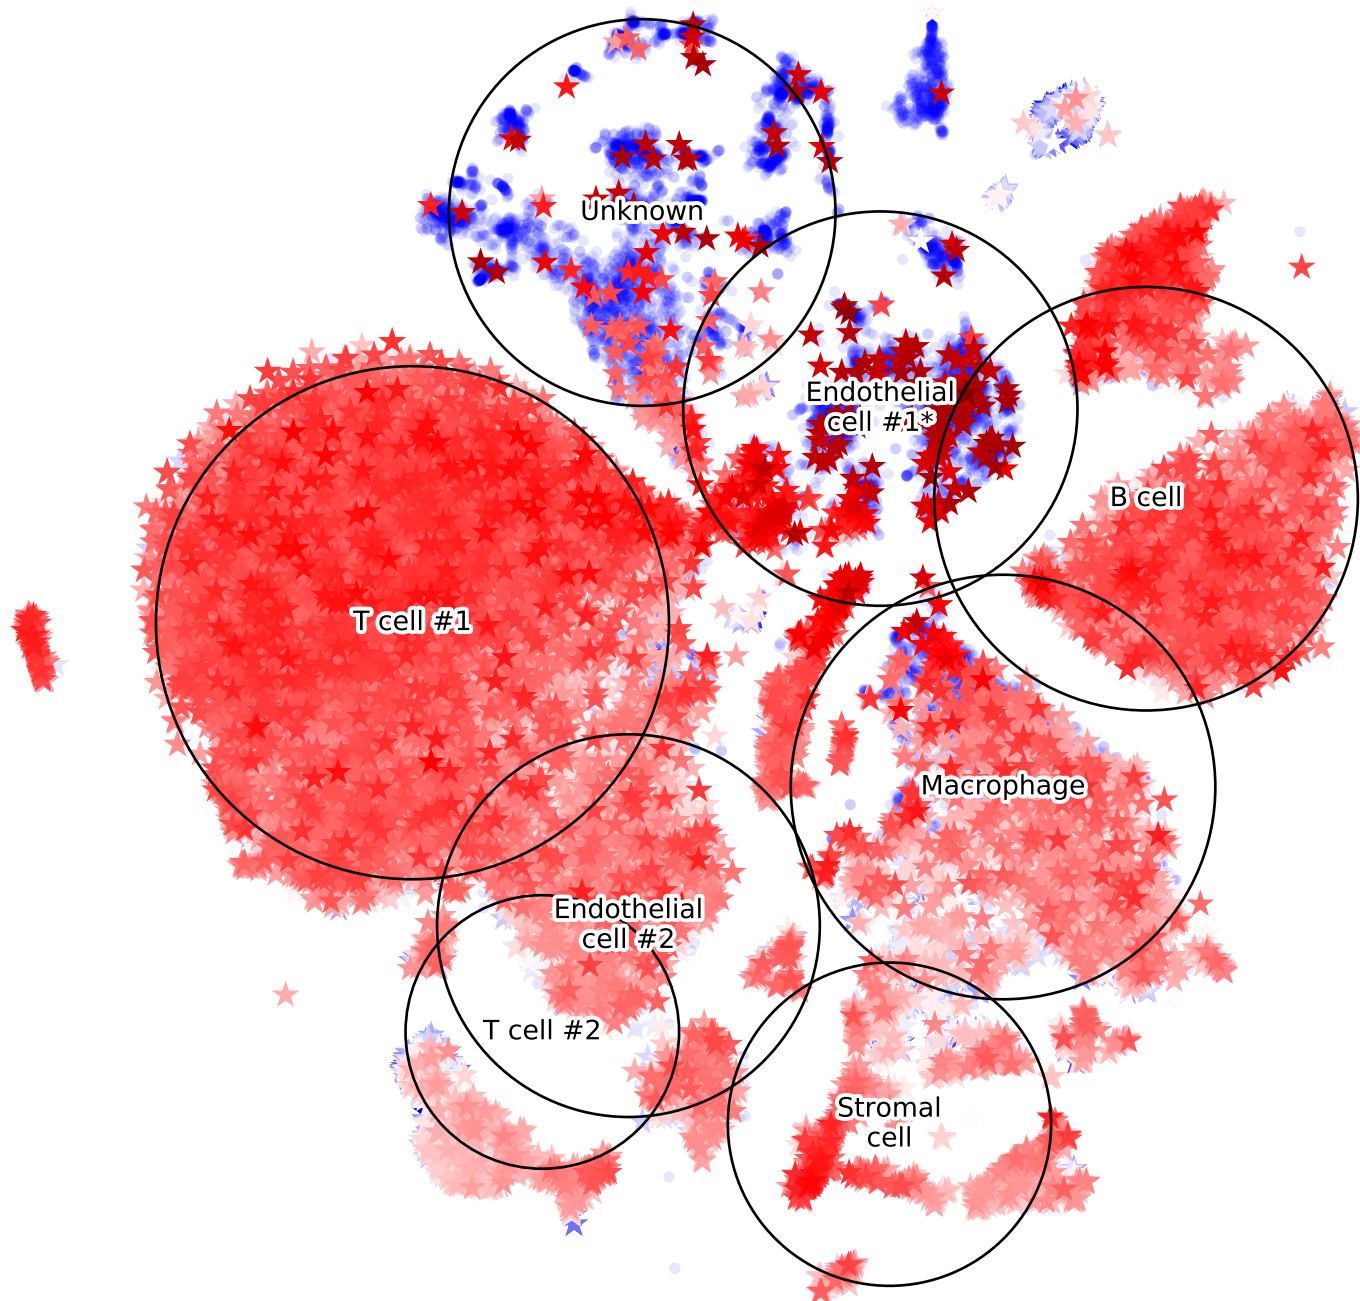 Unknown
Endothelial
cell #1*
B cell
T cell #1
Macrophage
Endothelial
cell #2
T cell #2
Stromal
cell